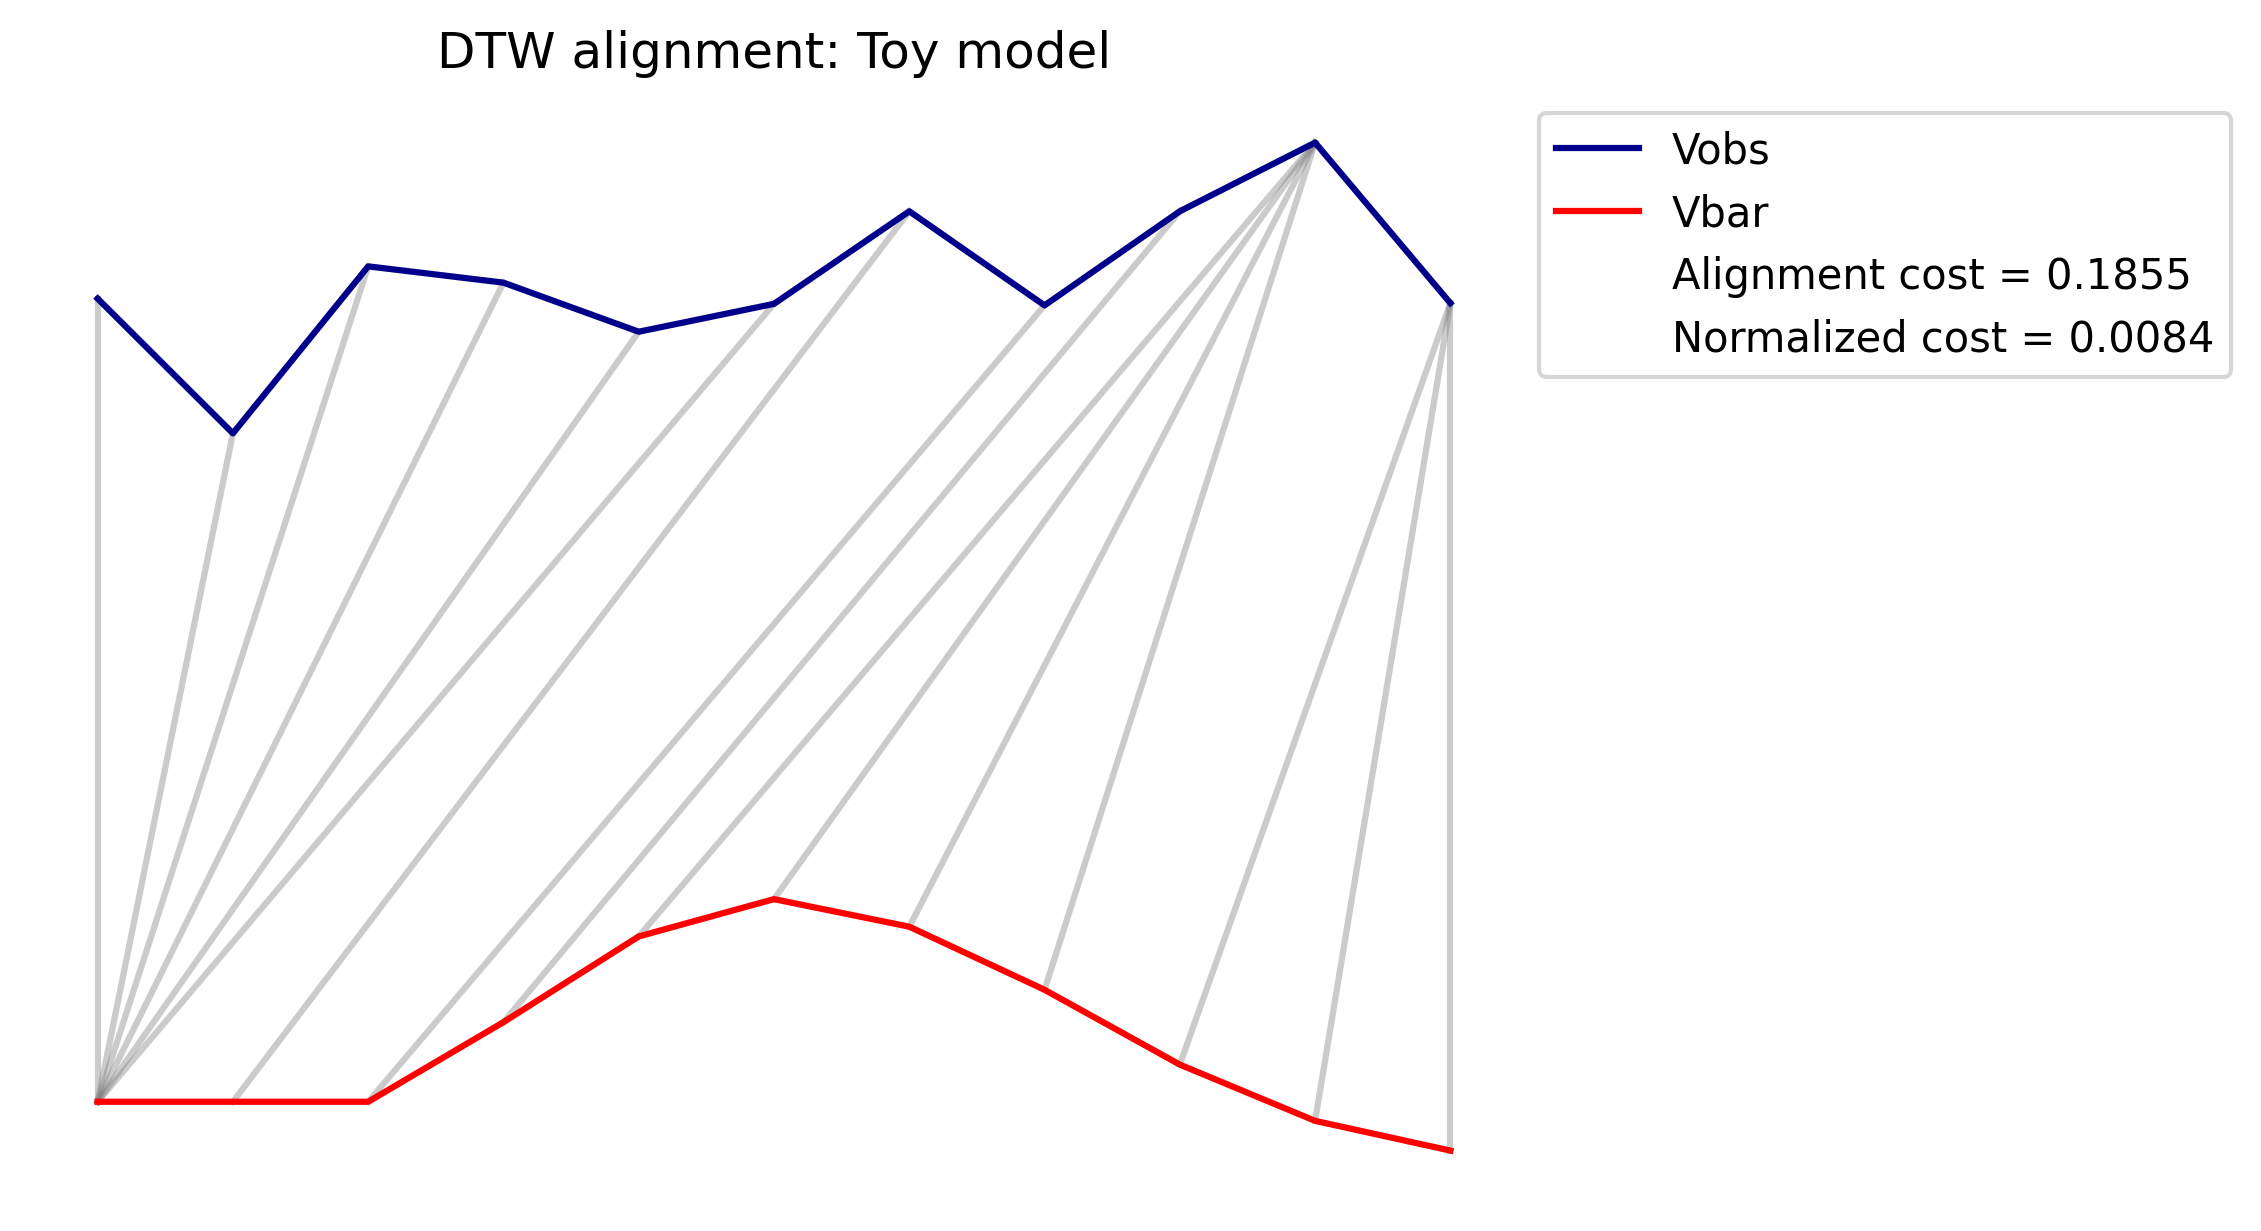 DTW alignment: Toy model
Vobs
Vbar
Alignment cost = 0.1855
Normalized cost = 0.0084